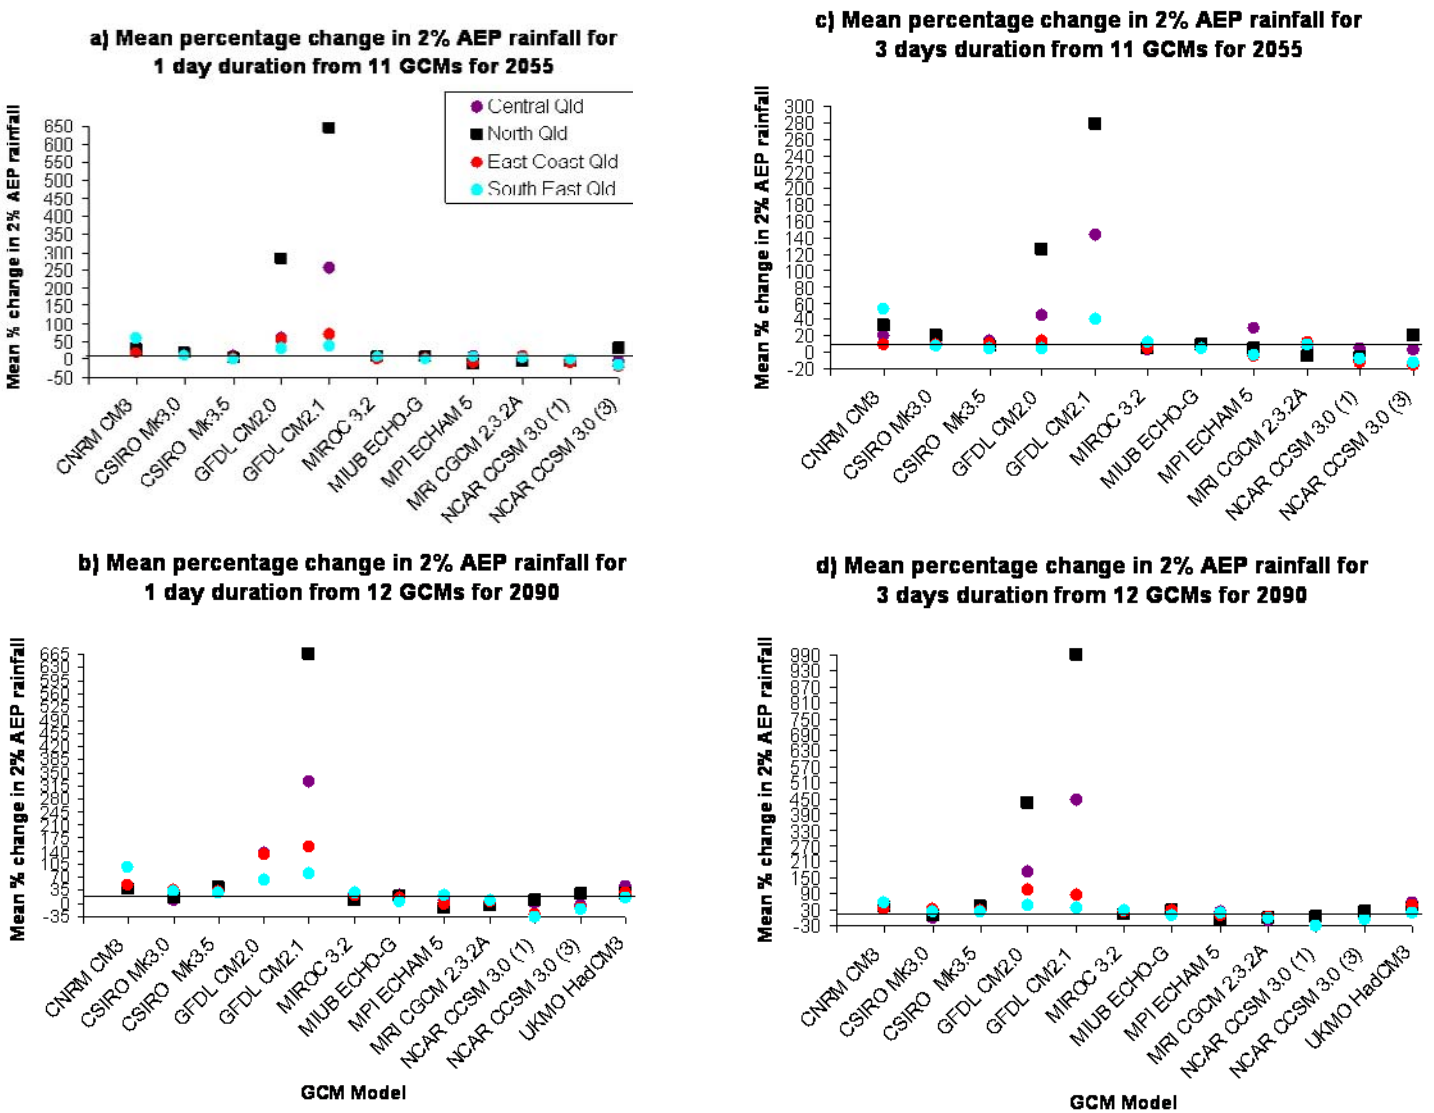 a) Mean percentage change in 2% AEP rainfall for
1 day duration from 11 GCMs for 2055
Mean % change in 2% AEP rainfall
650
600
550
500
450
400
350
300
250
200
150
100
50
0
-50
Central Qld
North Qld
East Coast Qld
South East Qld
CNRM CM3
CSIRO Mk3.0
CSIRO Mk3.5
GFDL CM2.0
GFDL CM2.1
MIROC 3.2
MIUB ECHO-G
MPI ECHAM 5
MRI CGCM 2.3.2A
NCAR CCSM 3.0 (1)
NCAR CCSM 3.0 (3)
c) Mean percentage change in 2% AEP rainfall for
3 days duration from 11 GCMs for 2055
Mean % change in 2% AEP rainfall
300
280
260
240
220
200
180
160
140
120
100
80
60
40
20
0
-20
CNRM CM3
CSIRO Mk3.0
CSIRO Mk3.5
GFDL CM2.0
GFDL CM2.1
MIROC 3.2
MIUB ECHO-G
MPI ECHAM 5
MRI CGCM 2.3.2A
NCAR CCSM 3.0 (1)
NCAR CCSM 3.0 (3)
b) Mean percentage change in 2% AEP rainfall for
1 day duration from 12 GCMs for 2090
Mean % change in 2% AEP rainfall
665
630
595
560
525
490
455
420
385
350
315
280
245
210
175
140
105
70
35
0
-35
CNRM CM3
CSIRO Mk3.0
CSIRO Mk3.5
GFDL CM2.0
GFDL CM2.1
MIROC 3.2
MIUB ECHO-G
MPI ECHAM 5
MRI CGCM 2.3.2A
NCAR CCSM 3.0 (1)
NCAR CCSM 3.0 (3)
UKMO HadCM3
GCM Model
d) Mean percentage change in 2% AEP rainfall for
3 days duration from 12 GCMs for 2090
Mean % change in 2% AEP rainfall
990
930
870
810
750
690
630
570
510
450
390
330
270
210
150
90
30
-30
CNRM CM3
CSIRO Mk3.0
CSIRO Mk3.5
GFDL CM2.0
GFDL CM2.1
MIROC 3.2
MIUB ECHO-G
MPI ECHAM 5
MRI CGCM 2.3.2A
NCAR CCSM 3.0 (1)
NCAR CCSM 3.0 (3)
UKMO HadCM3
GCM Model